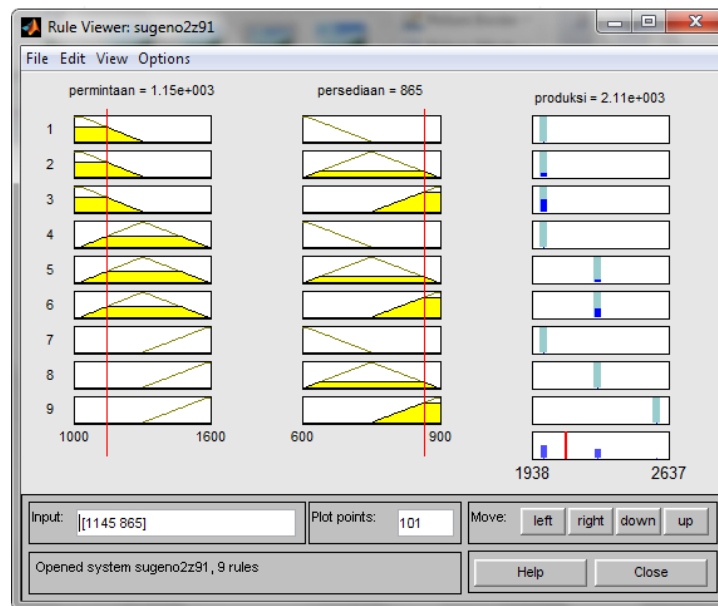 Rule Viewer: sugeno2z91
File Edit View Options
permintaan = 1.15e+003
persediaan = 865
produksi = 2.11e+003
1
2
3
4
5
6
7
8
9
1000 1600
600 900
1938 2637
Input: [1145 865]
Plot points: 101
Move: left right down up
Opened system sugeno2z91, 9 rules
Help Close